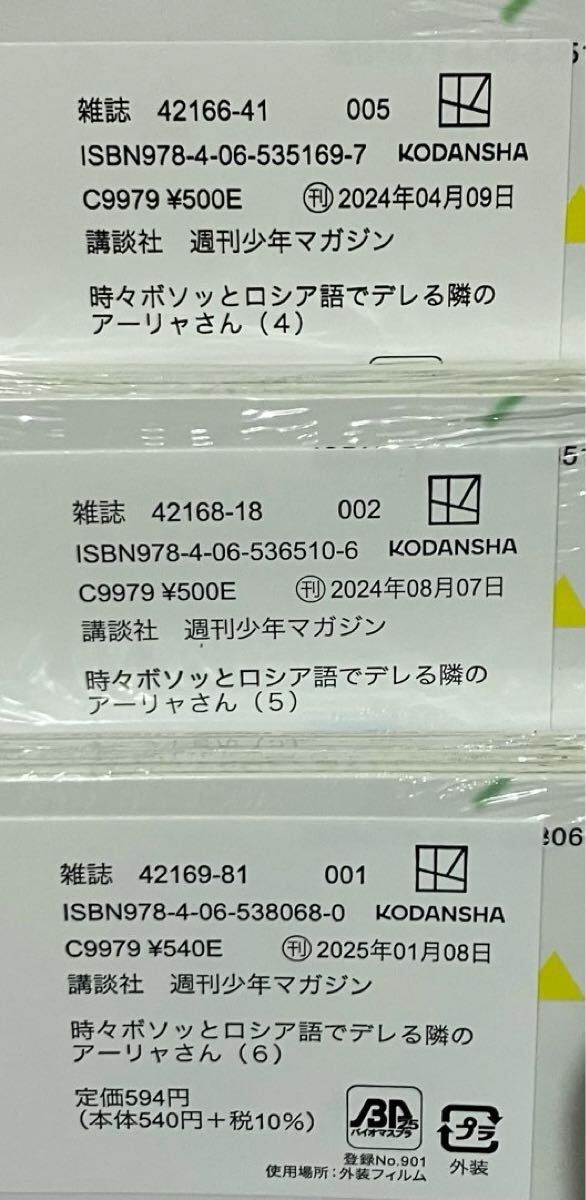 雑誌 42166-41 005
ISBN978-4-06-535169-7 KODANSHA
C9979 ¥500E ㊗2024年04月09日
講談社 週刊少年マガジン
時々ボソッとロシア語でデレる隣の
アーリャさん（4）
雑誌 42168-18 002
ISBN978-4-06-536510-6 KODANSHA
C9979 ¥500E 刊2024年08月07日
講談社 週刊少年マガジン
時々ボソッとロシア語でデレる隣の
アーリャさん（5）
雑誌 42169-81 001
ISBN978-4-06-538068-0 KODANSHA
C9979 ¥540E 刊2025年01月08日
講談社 週刊少年マガジン
時々ボソッとロシア語でデレる隣の
アーリャさん（6）
定価594円
（本体540円＋税10%）
バイオマスプラ 25
登録No.901
使用場所：外装フィルム
プラ
外装